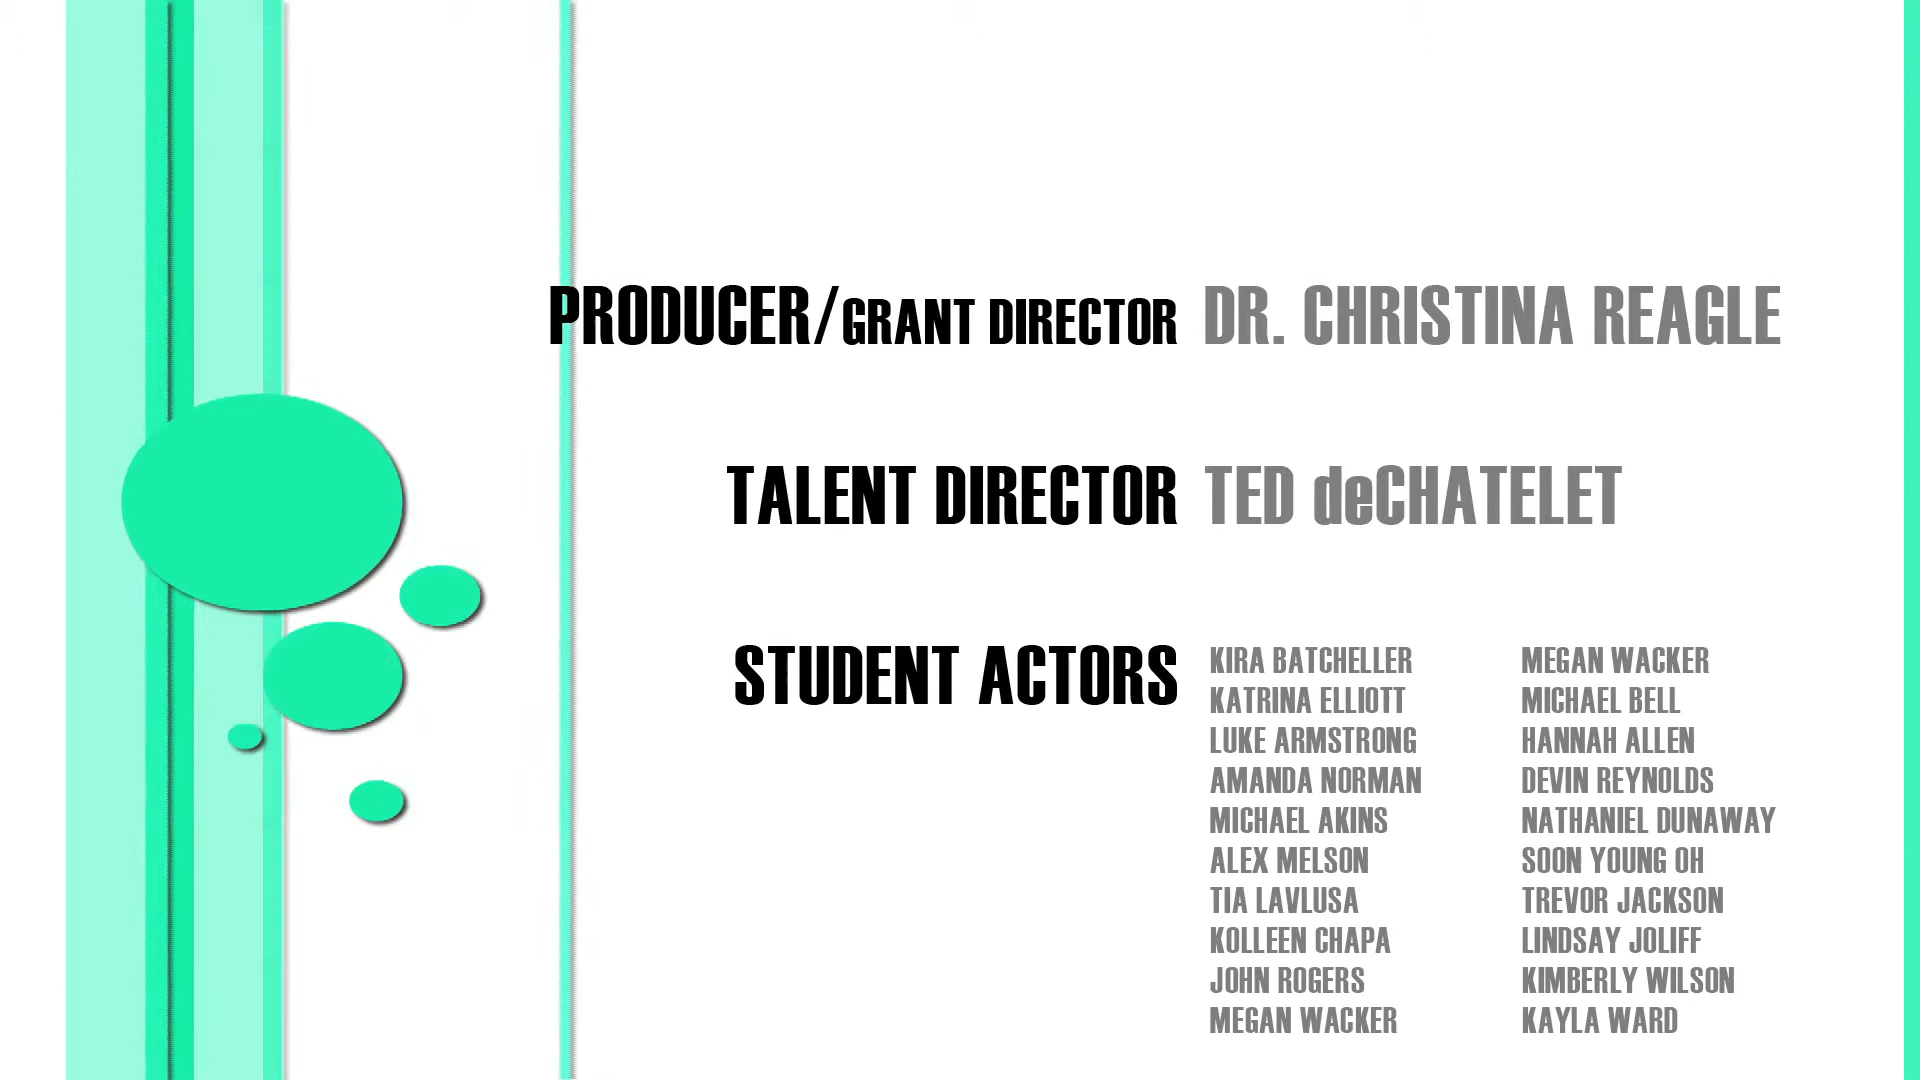 PRODUCER/GRANT DIRECTOR DR. CHRISTINA REAGLE
TALENT DIRECTOR TED deCHATELET
STUDENT ACTORS
KIRA BATCHELLER
KATRINA ELLIOTT
LUKE ARMSTRONG
AMANDA NORMAN
MICHAEL AKINS
ALEX MELSON
TIA LAVLUSA
KOLLEEN CHAPA
JOHN ROGERS
MEGAN WACKER
MEGAN WACKER
MICHAEL BELL
HANNAH ALLEN
DEVIN REYNOLDS
NATHANIEL DUNAWAY
SOON YOUNG OH
TREVOR JACKSON
LINDSAY JOLIFF
KIMBERLY WILSON
KAYLA WARD